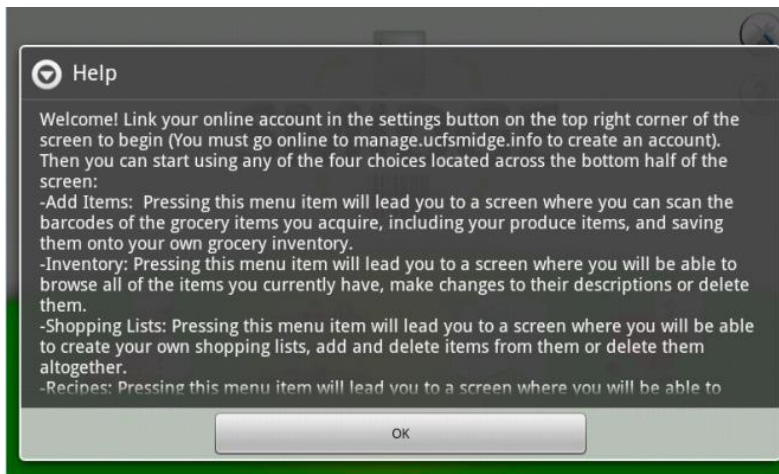 Help
Welcome! Link your online account in the settings button on the top right corner of the
screen to begin (You must go online to manage.ucfsmidge.info to create an account).
Then you can start using any of the four choices located across the bottom half of the
screen:
-Add Items:  Pressing this menu item will lead you to a screen where you can scan the
barcodes of the grocery items you acquire, including your produce items, and saving
them onto your own grocery inventory.
-Inventory: Pressing this menu item will lead you to a screen where you will be able to
browse all of the items you currently have, make changes to their descriptions or delete
them.
-Shopping Lists: Pressing this menu item will lead you to a screen where you will be able
to create your own shopping lists, add and delete items from them or delete them
altogether.
-Recipes: Pressing this menu item will lead you to a screen where you will be able to
OK